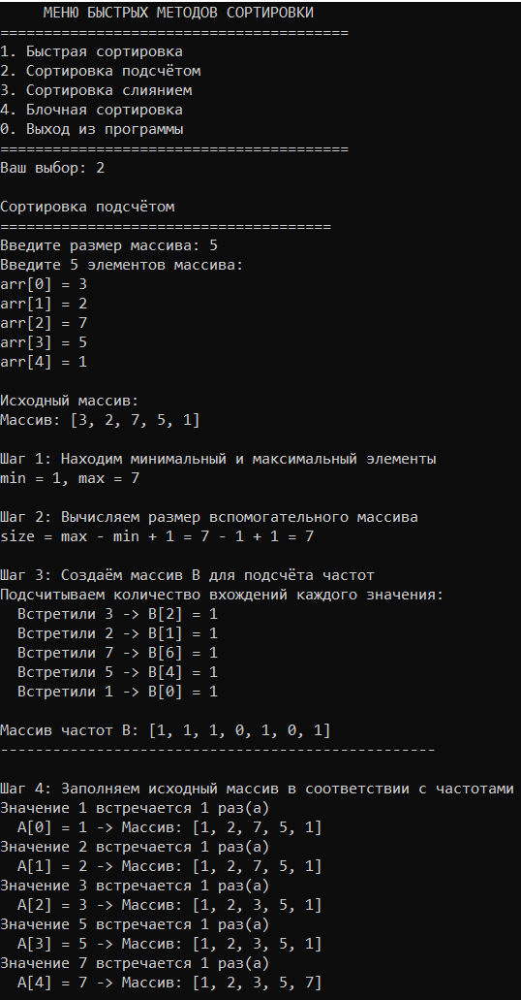 МЕНЮ БЫСТРЫХ МЕТОДОВ СОРТИРОВКИ
========================================
1. Быстрая сортировка
2. Сортировка подсчётом
3. Сортировка слиянием
4. Блочная сортировка
0. Выход из программы
========================================
Ваш выбор: 2
Сортировка подсчётом
======================================
Введите размер массива: 5
Введите 5 элементов массива:
arr[0] = 3
arr[1] = 2
arr[2] = 7
arr[3] = 5
arr[4] = 1
Исходный массив:
Массив: [3, 2, 7, 5, 1]
Шаг 1: Находим минимальный и максимальный элементы
min = 1, max = 7
Шаг 2: Вычисляем размер вспомогательного массива
size = max - min + 1 = 7 - 1 + 1 = 7
Шаг 3: Создаём массив B для подсчёта частот
Подсчитываем количество вхождений каждого значения:
Встретили 3 -> B[2] = 1
Встретили 2 -> B[1] = 1
Встретили 7 -> B[6] = 1
Встретили 5 -> B[4] = 1
Встретили 1 -> B[0] = 1
Массив частот B: [1, 1, 1, 0, 1, 0, 1]
--------------------------------------------------
Шаг 4: Заполняем исходный массив в соответствии с частотами
Значение 1 встречается 1 раз(а)
A[0] = 1 -> Массив: [1, 2, 7, 5, 1]
Значение 2 встречается 1 раз(а)
A[1] = 2 -> Массив: [1, 2, 7, 5, 1]
Значение 3 встречается 1 раз(а)
A[2] = 3 -> Массив: [1, 2, 3, 5, 1]
Значение 5 встречается 1 раз(а)
A[3] = 5 -> Массив: [1, 2, 3, 5, 1]
Значение 7 встречается 1 раз(а)
A[4] = 7 -> Массив: [1, 2, 3, 5, 7]